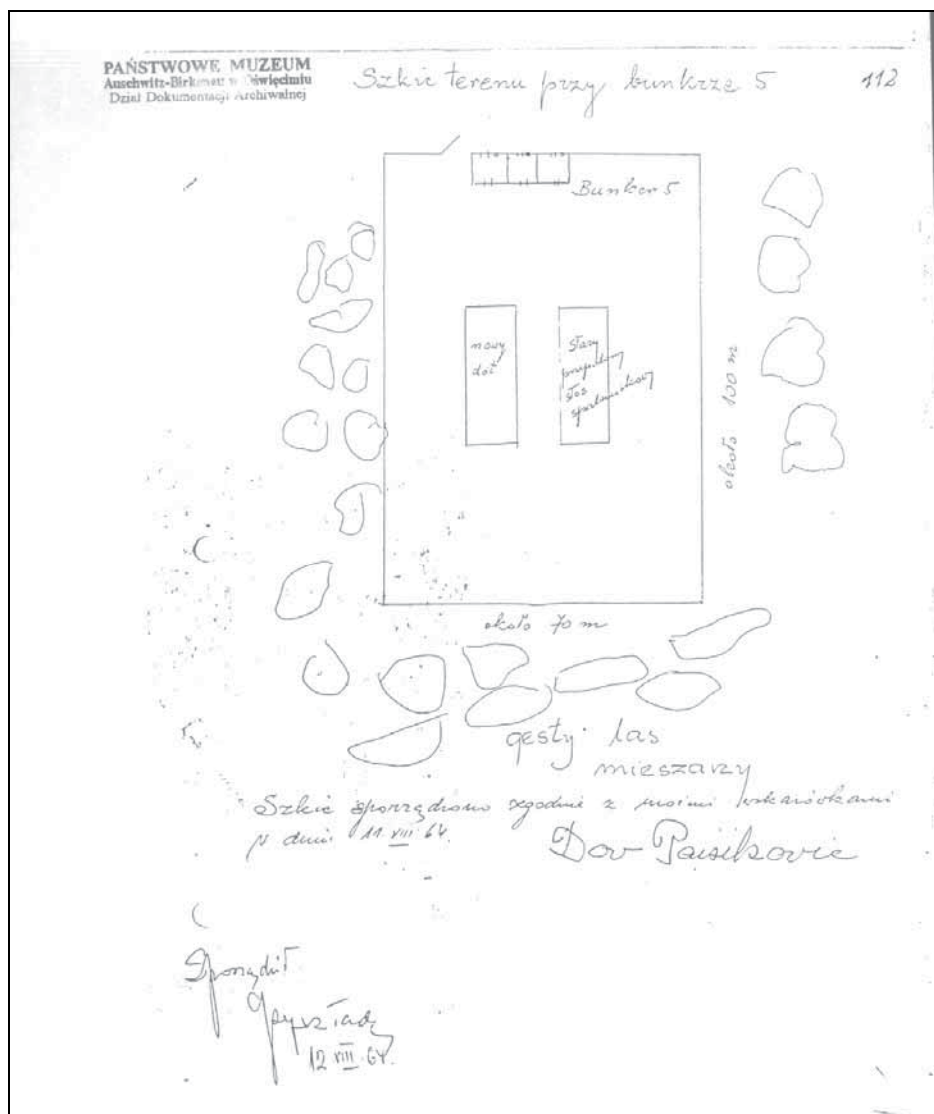 PAŃSTWOWE MUZEUM
Auschwitz-Birkenau w Oświęcimiu
Dział Dokumentacji Archiwalnej
Szkic terenu przy bunkrze 5
112
Bunker 5
nowy
dół
stary
stos
około 100 m
około 70 m
gęsty las
mieszany
Szkic sporządzono zgodnie z moimi wskazówkami
w dniu 11.VIII.64.
Dov Paisikovic
Sporządził
12 VIII.64.